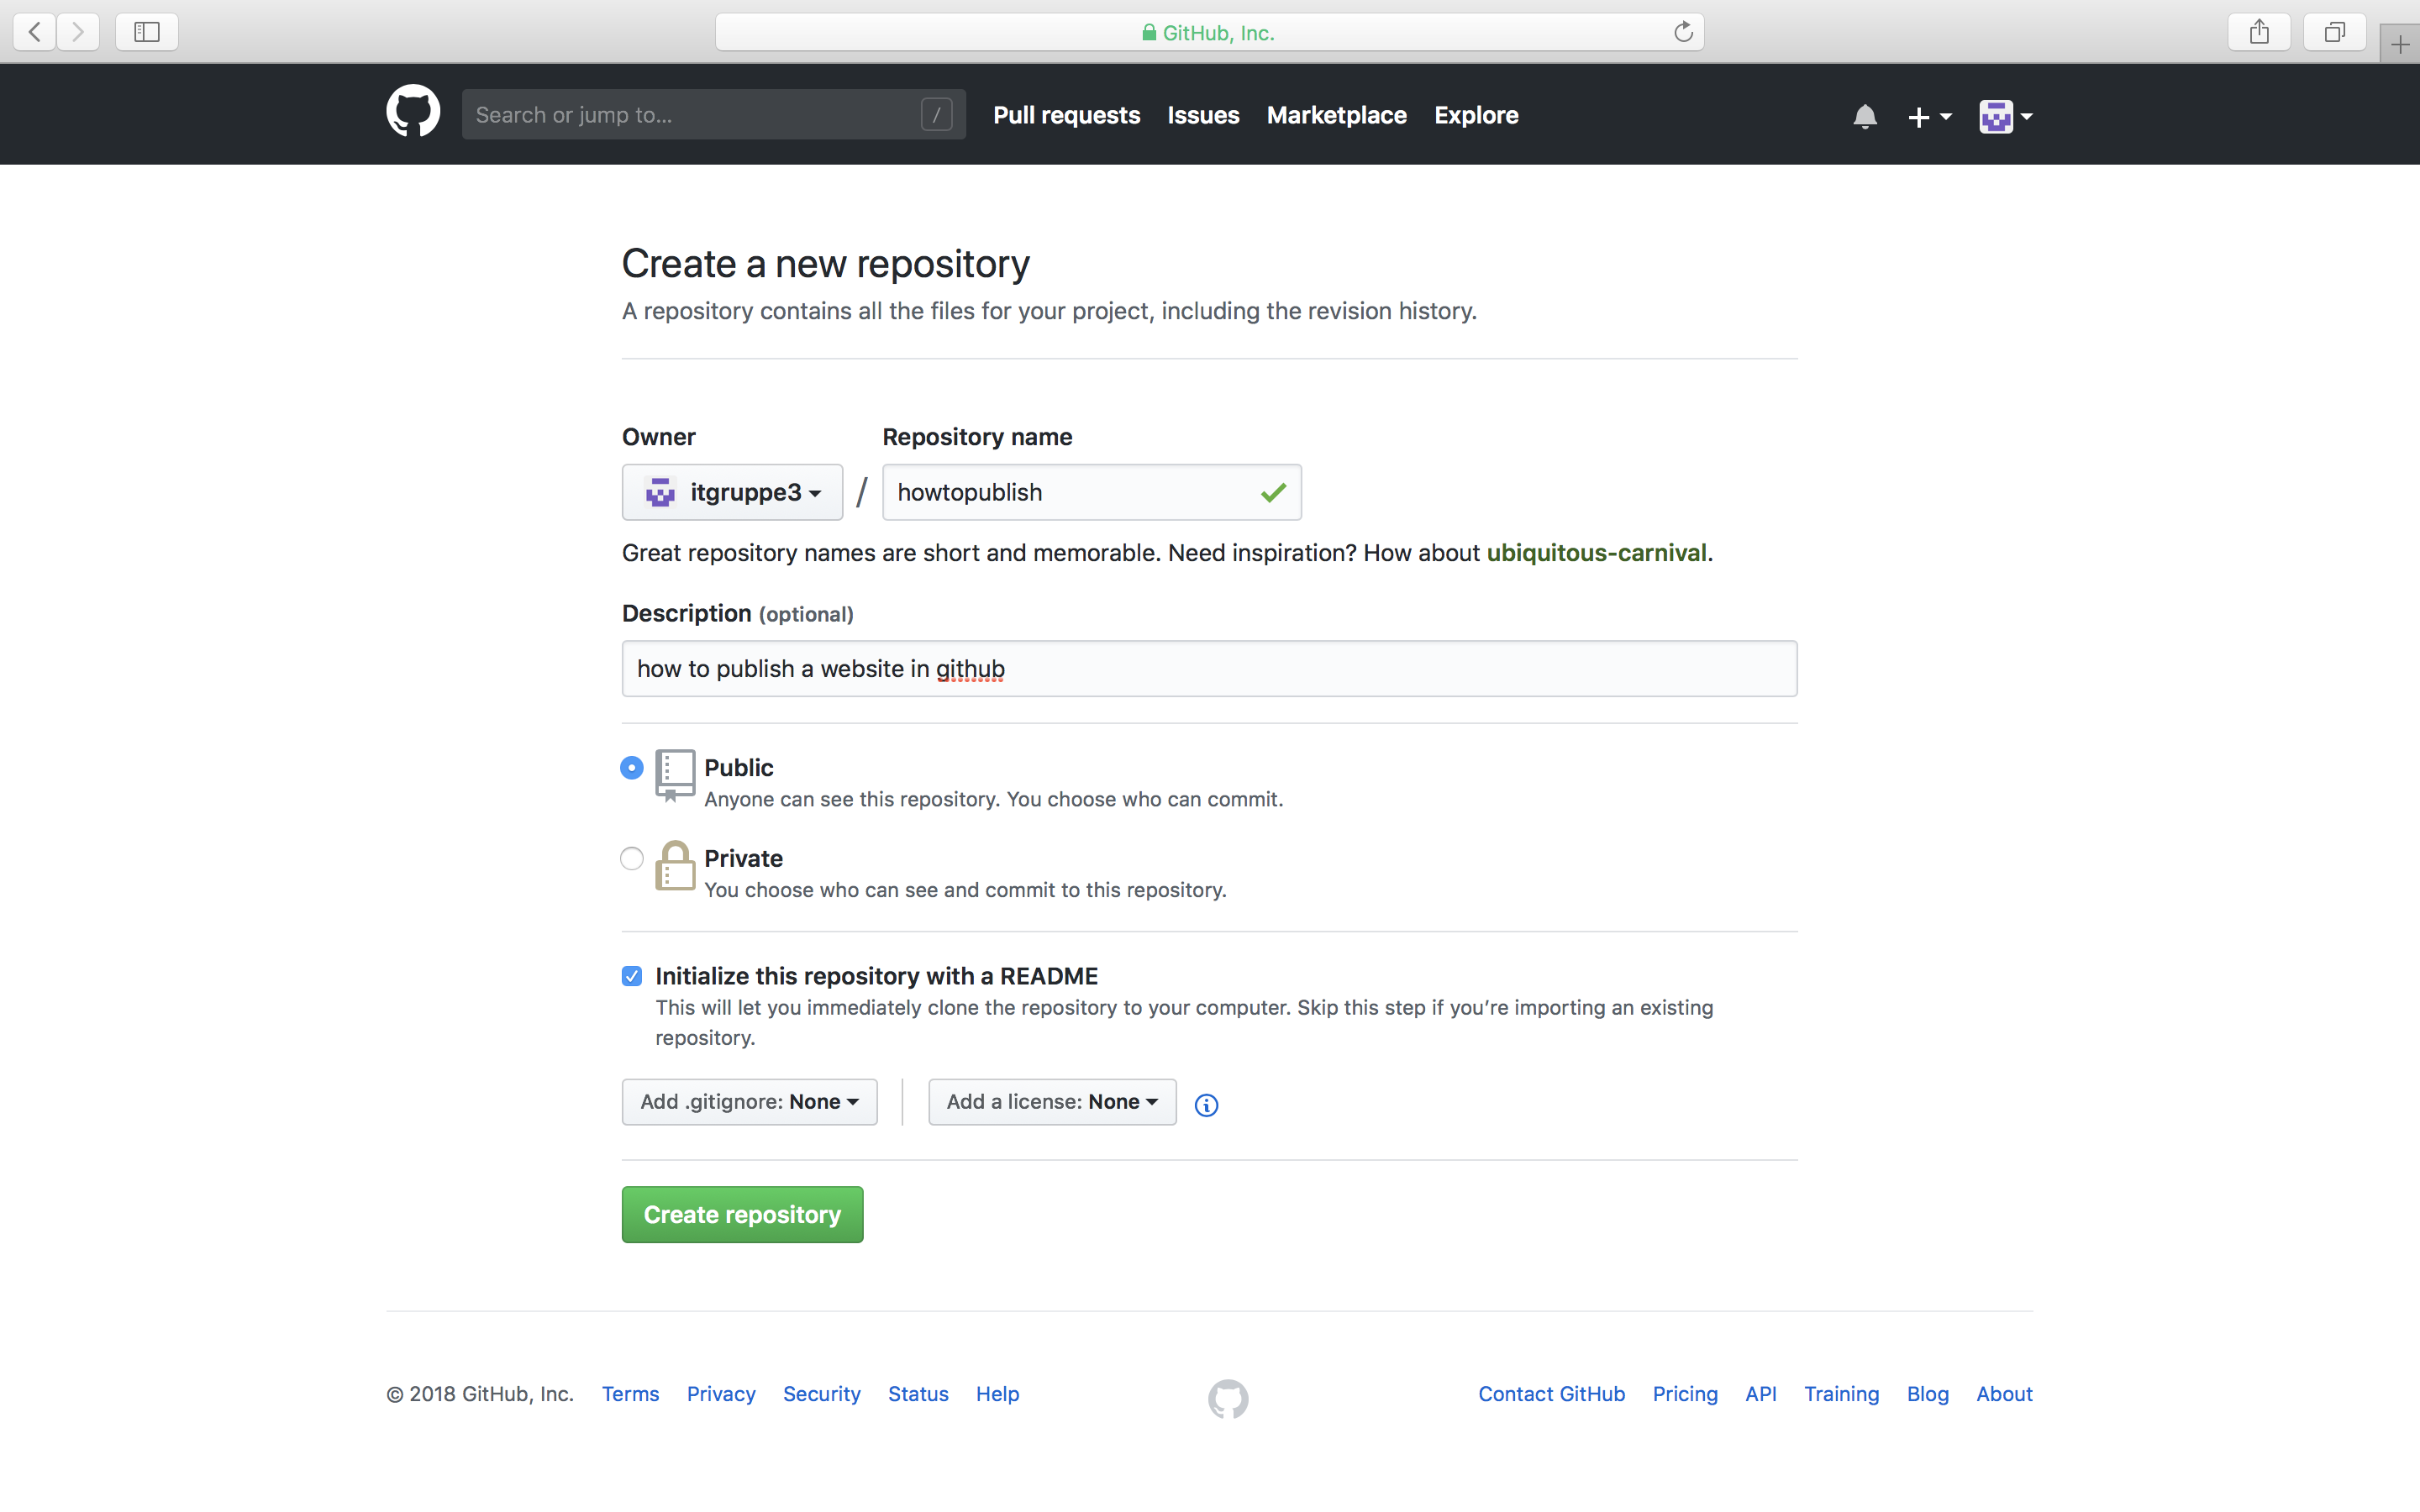 GitHub, Inc.
Search or jump to... / Pull requests Issues Marketplace Explore
Create a new repository
A repository contains all the files for your project, including the revision history.
Owner Repository name
itgruppe3 / howtopublish
Great repository names are short and memorable. Need inspiration? How about ubiquitous-carnival.
Description (optional)
how to publish a website in github
Public
Anyone can see this repository. You choose who can commit.
Private
You choose who can see and commit to this repository.
Initialize this repository with a README
This will let you immediately clone the repository to your computer. Skip this step if you’re importing an existing
repository.
Add .gitignore: None Add a license: None
Create repository
© 2018 GitHub, Inc. Terms Privacy Security Status Help Contact GitHub Pricing API Training Blog About